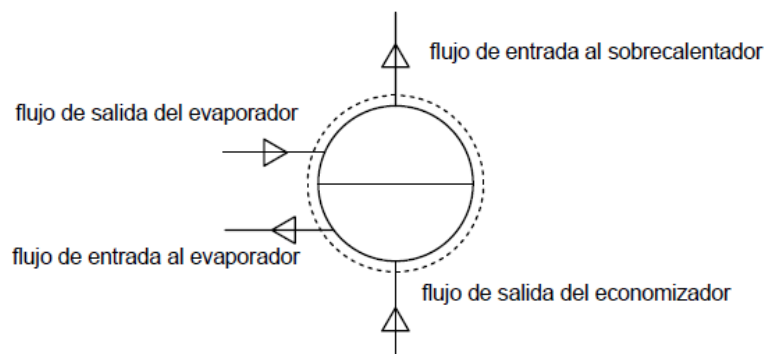 flujo de entrada al sobrecalentador
flujo de salida del evaporador
flujo de entrada al evaporador
flujo de salida del economizador